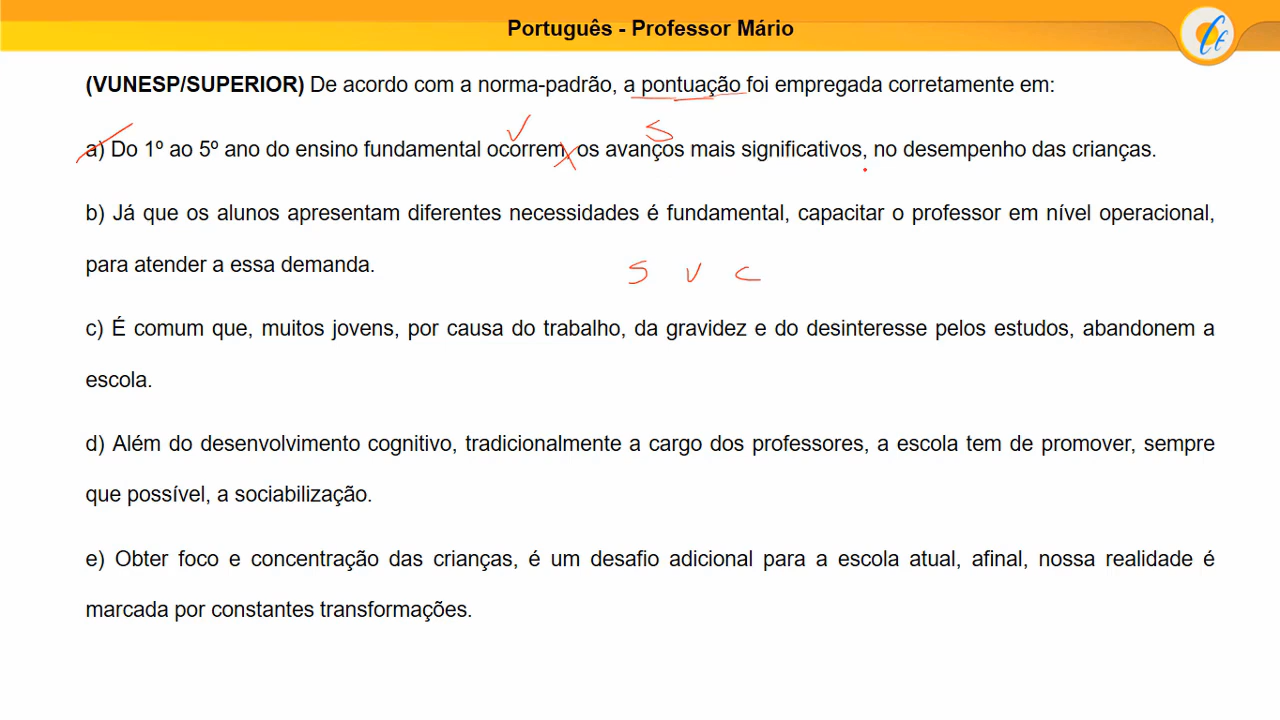 Português - Professor Mário
(VUNESP/SUPERIOR) De acordo com a norma-padrão, a pontuação foi empregada corretamente em:
V S
a) Do 1º ao 5º ano do ensino fundamental ocorrem, os avanços mais significativos, no desempenho das crianças.
b) Já que os alunos apresentam diferentes necessidades é fundamental, capacitar o professor em nível operacional,
para atender a essa demanda.
S V C
c) É comum que, muitos jovens, por causa do trabalho, da gravidez e do desinteresse pelos estudos, abandonem a
escola.
d) Além do desenvolvimento cognitivo, tradicionalmente a cargo dos professores, a escola tem de promover, sempre
que possível, a sociabilização.
e) Obter foco e concentração das crianças, é um desafio adicional para a escola atual, afinal, nossa realidade é
marcada por constantes transformações.